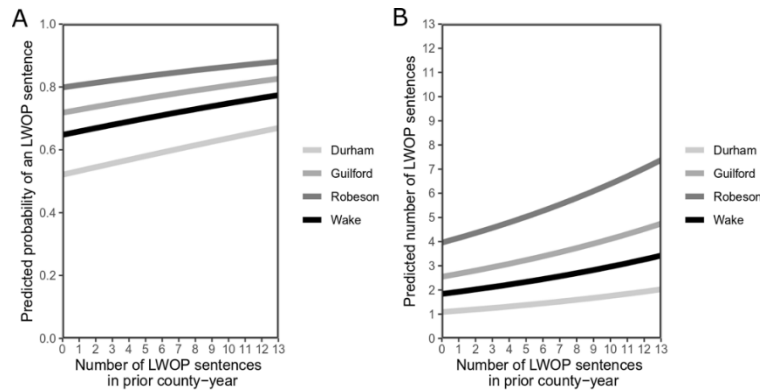 A
Predicted probability of an LWOP sentence
1.0
0.8
0.6
0.4
0.2
0.0
0 1 2 3 4 5 6 7 8 9 10 11 12 13
Number of LWOP sentences
in prior county−year
Durham
Guilford
Robeson
Wake
B
Predicted number of LWOP sentences
13
12
11
10
9
8
7
6
5
4
3
2
1
0
0 1 2 3 4 5 6 7 8 9 10 11 12 13
Number of LWOP sentences
in prior county−year
Durham
Guilford
Robeson
Wake